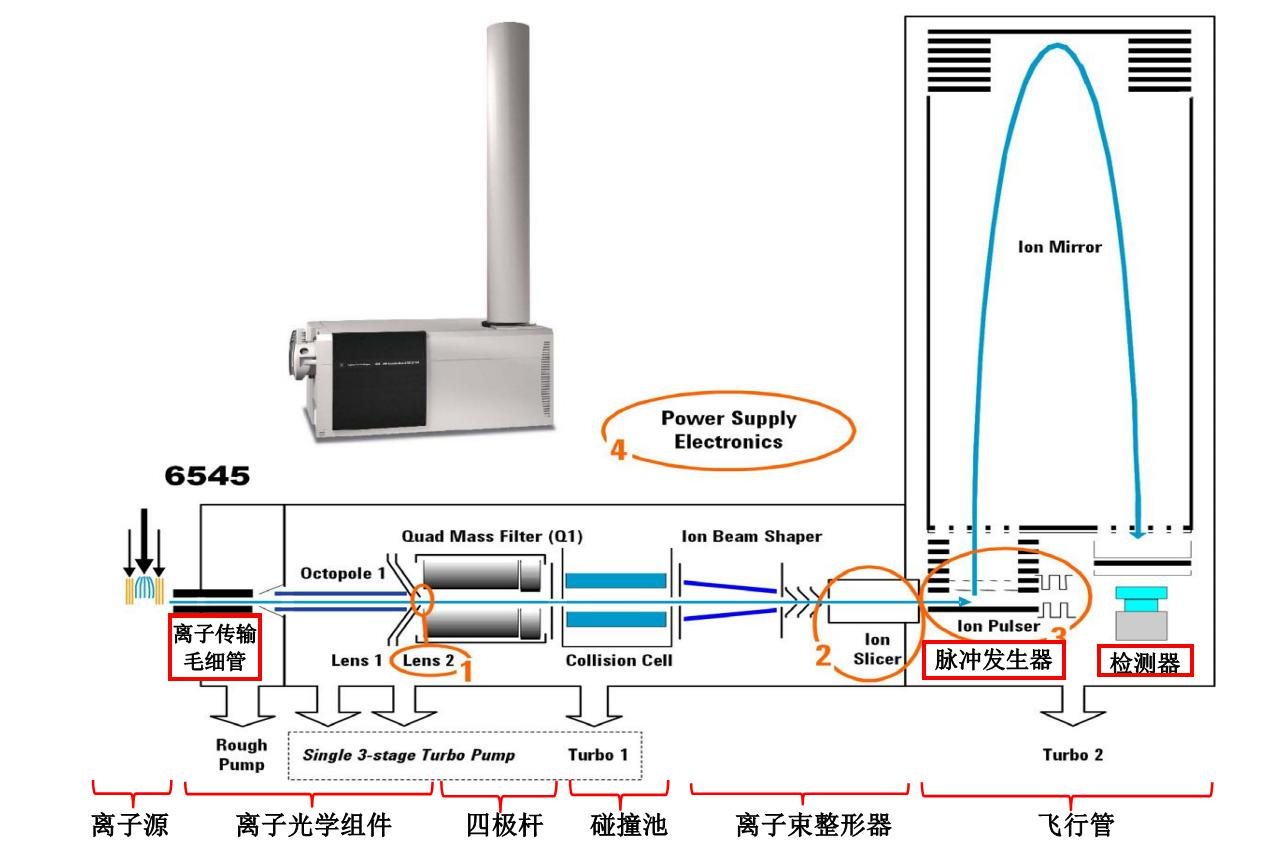 Ion Mirror
Power Supply
Electronics
4
6545
Quad Mass Filter (Q1)
Ion Beam Shaper
Octopole 1
离子传输
毛细管
Lens 1
Lens 2
1
Collision Cell
2
Ion
Slicer
Ion Pulser
3
脉冲发生器
检测器
Rough
Pump
Single 3-stage Turbo Pump
Turbo 1
Turbo 2
离子源
离子光学组件
四极杆
碰撞池
离子束整形器
飞行管